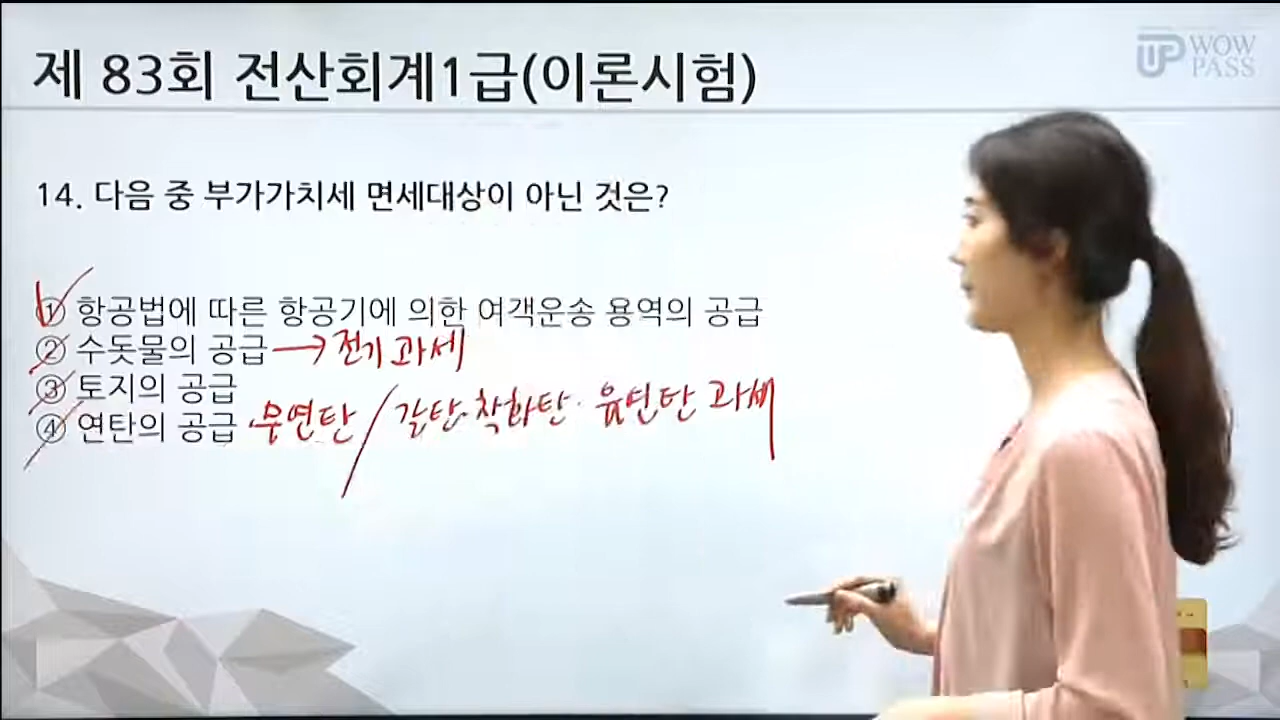 제 83회 전산회계1급(이론시험)
UP WOW PASS
14. 다음 중 부가가치세 면세대상이 아닌 것은?
① 항공법에 따른 항공기에 의한 여객운송 용역의 공급
② 수돗물의 공급 → 전기 과세
③ 토지의 공급
④ 연탄의 공급 · 무연탄 / 갈탄·착화탄·유연탄 과세